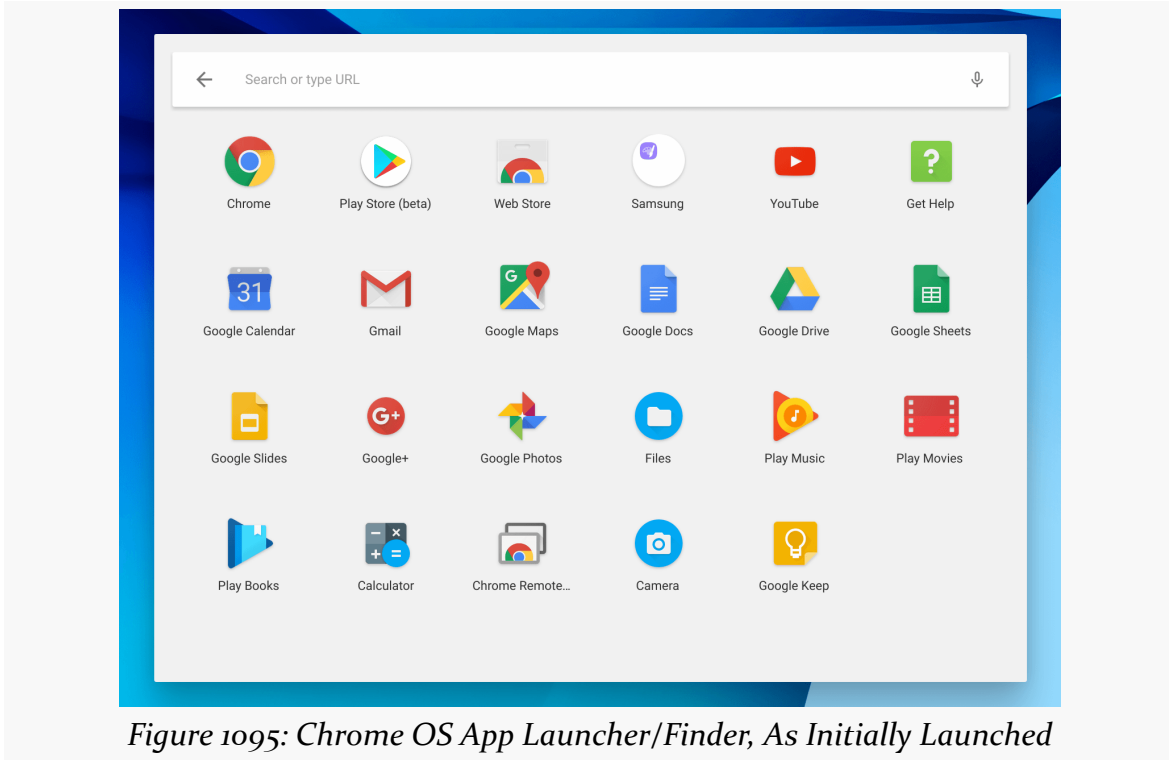 Search or type URL
Chrome Play Store (beta) Web Store Samsung YouTube Get Help
31 G
Google Calendar Gmail Google Maps Google Docs Google Drive Google Sheets
G+
Google Slides Google+ Google Photos Files Play Music Play Movies
Play Books Calculator Chrome Remote... Camera Google Keep
Figure 1095: Chrome OS App Launcher/Finder, As Initially Launched